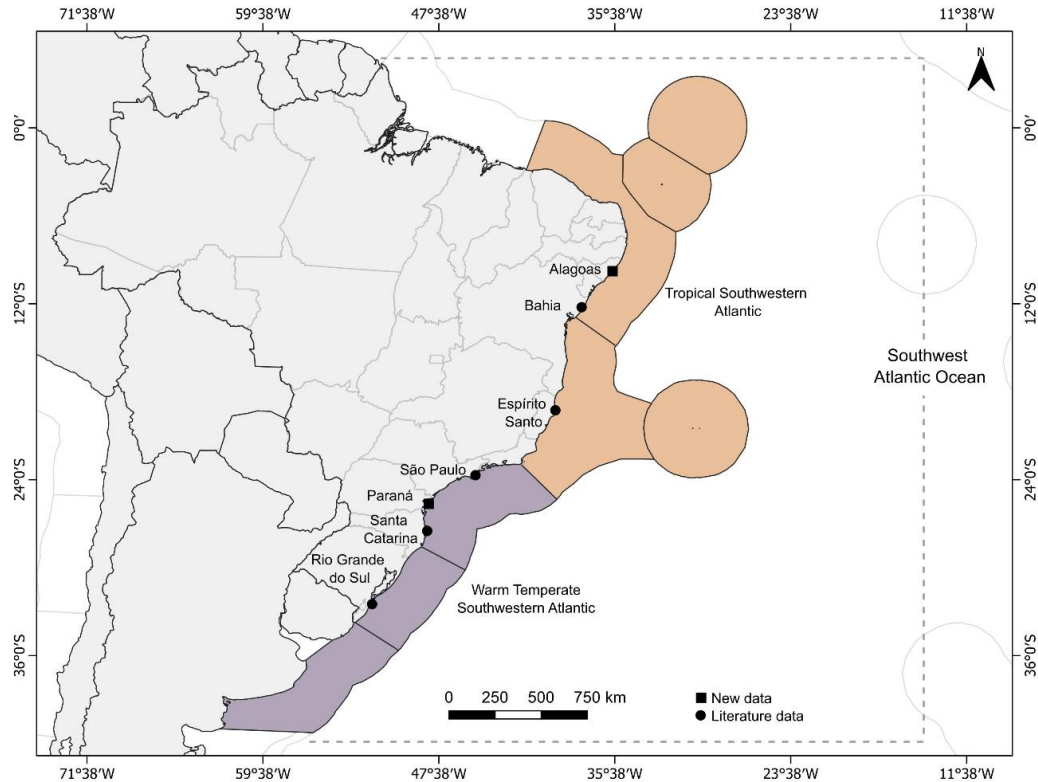 71°38'W 59°38'W 47°38'W 35°38'W 23°38'W 11°38'W
N
0°0' 0°0'
Alagoas
Tropical Southwestern
Atlantic
Bahia
12°0'S 12°0'S
Southwest
Atlantic Ocean
Espírito
Santo
São Paulo
24°0'S 24°0'S
Paraná
Santa
Catarina
Rio Grande
do Sul
Warm Temperate
Southwestern Atlantic
36°0'S 36°0'S
0 250 500 750 km
New data
Literature data
71°38'W 59°38'W 47°38'W 35°38'W 23°38'W 11°38'W